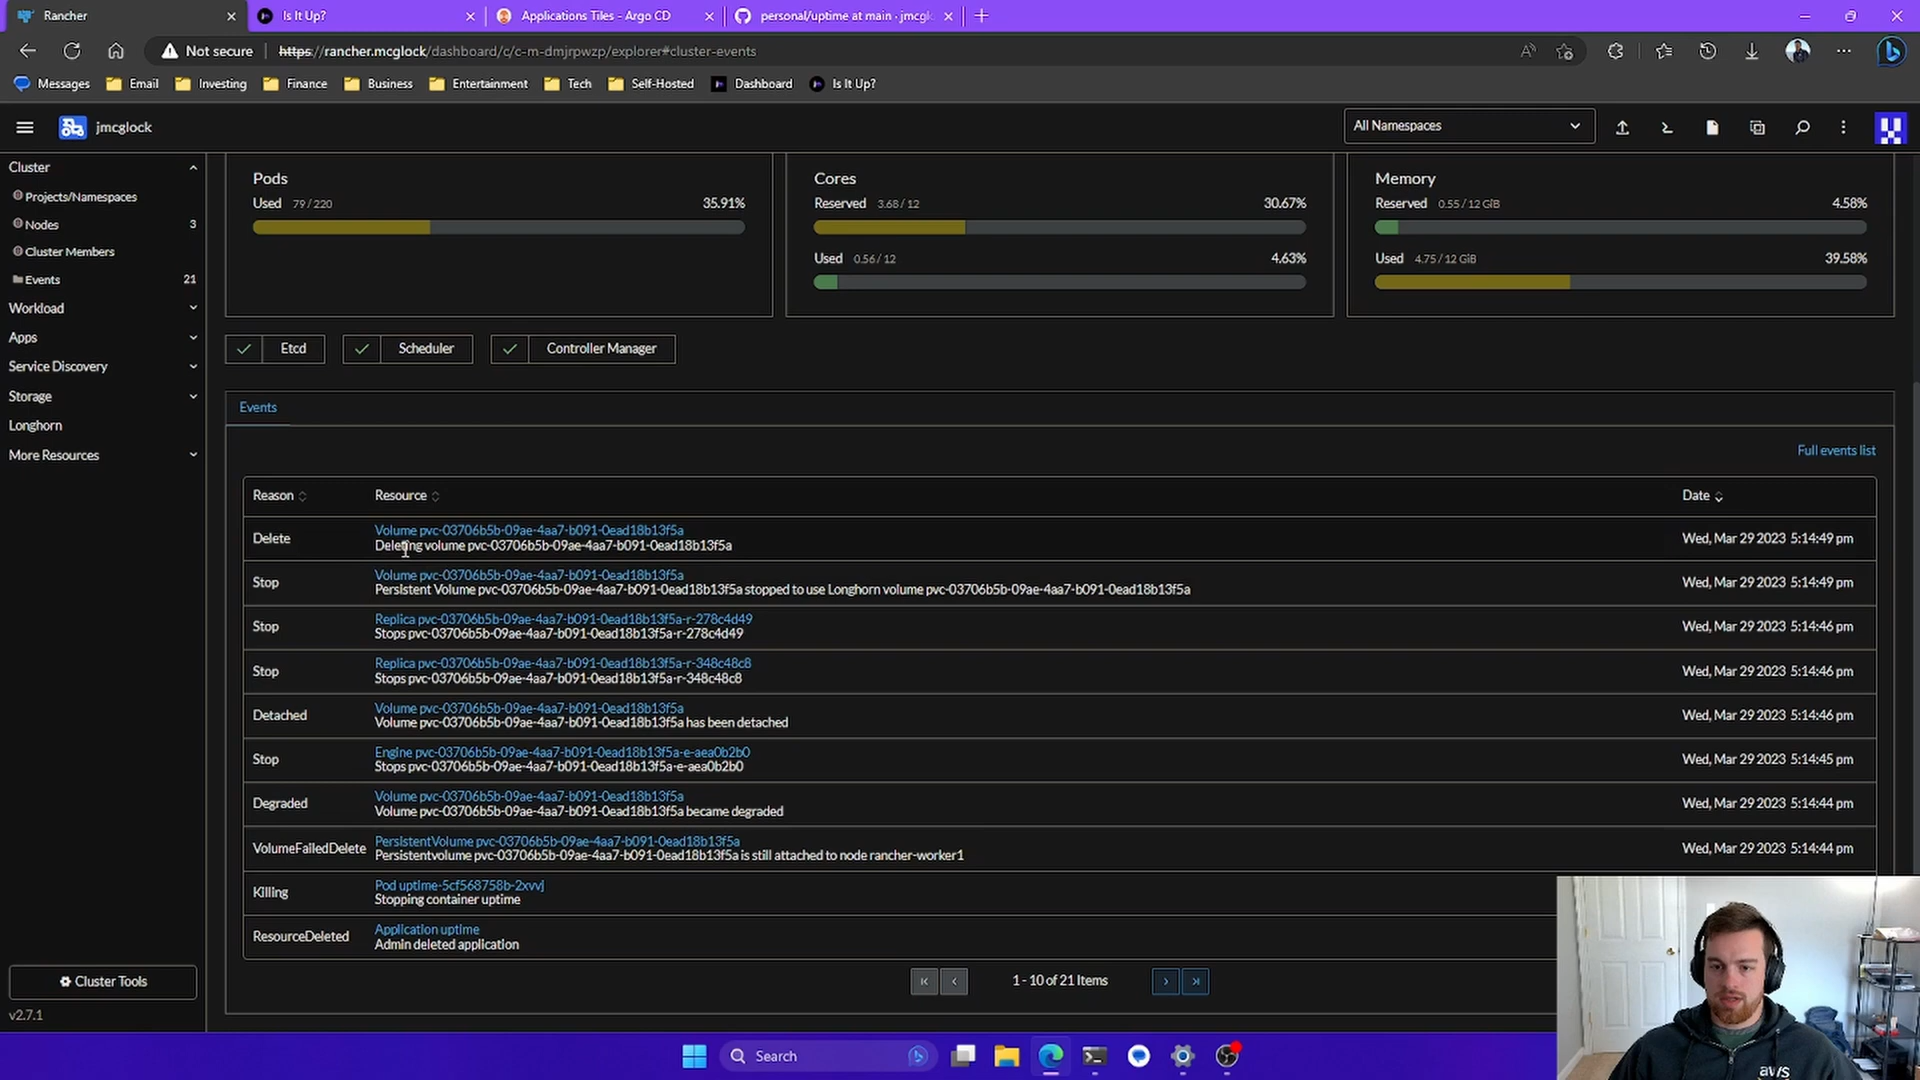 Rancher
Is It Up?
Applications Tiles - Argo CD
personal/uptime at main · jmcgl
Not secure
https://rancher.mcglock/dashboard/c/c-m-dmjrpwzp/explorer#cluster-events
Messages
Email
Investing
Finance
Business
Entertainment
Tech
Self-Hosted
Dashboard
Is It Up?
jmcglock
All Namespaces
Cluster
Projects/Namespaces
Nodes 3
Cluster Members
Events 21
Workload
Apps
Service Discovery
Storage
Longhorn
More Resources
Cluster Tools
v2.7.1
Pods
Used 79 / 220 35.91%
Cores
Reserved 3.68 / 12 30.67%
Used 0.56 / 12 4.63%
Memory
Reserved 0.55 / 12 GiB 4.58%
Used 4.75 / 12 GiB 39.58%
Etcd
Scheduler
Controller Manager
Events
Full events list
Reason Resource Date
Delete Volume pvc-03706b5b-09ae-4aa7-b091-0ead18b13f5a Wed, Mar 29 2023 5:14:49 pm
Deleting volume pvc-03706b5b-09ae-4aa7-b091-0ead18b13f5a
Stop Volume pvc-03706b5b-09ae-4aa7-b091-0ead18b13f5a Wed, Mar 29 2023 5:14:49 pm
Persistent Volume pvc-03706b5b-09ae-4aa7-b091-0ead18b13f5a stopped to use Longhorn volume pvc-03706b5b-09ae-4aa7-b091-0ead18b13f5a
Stop Replica pvc-03706b5b-09ae-4aa7-b091-0ead18b13f5a-r-278c4d49 Wed, Mar 29 2023 5:14:46 pm
Stops pvc-03706b5b-09ae-4aa7-b091-0ead18b13f5a-r-278c4d49
Stop Replica pvc-03706b5b-09ae-4aa7-b091-0ead18b13f5a-r-348c48c8 Wed, Mar 29 2023 5:14:46 pm
Stops pvc-03706b5b-09ae-4aa7-b091-0ead18b13f5a-r-348c48c8
Detached Volume pvc-03706b5b-09ae-4aa7-b091-0ead18b13f5a Wed, Mar 29 2023 5:14:46 pm
Volume pvc-03706b5b-09ae-4aa7-b091-0ead18b13f5a has been detached
Stop Engine pvc-03706b5b-09ae-4aa7-b091-0ead18b13f5a-e-aea0b2b0 Wed, Mar 29 2023 5:14:45 pm
Stops pvc-03706b5b-09ae-4aa7-b091-0ead18b13f5a-e-aea0b2b0
Degraded Volume pvc-03706b5b-09ae-4aa7-b091-0ead18b13f5a Wed, Mar 29 2023 5:14:44 pm
Volume pvc-03706b5b-09ae-4aa7-b091-0ead18b13f5a became degraded
VolumeFailedDelete PersistentVolume pvc-03706b5b-09ae-4aa7-b091-0ead18b13f5a Wed, Mar 29 2023 5:14:44 pm
Persistentvolume pvc-03706b5b-09ae-4aa7-b091-0ead18b13f5a is still attached to node rancher-worker1
Killing Pod uptime-5cf568758b-2xvvj
Stopping container uptime
ResourceDeleted Application uptime
Admin deleted application
1 - 10 of 21 Items
Search
aws